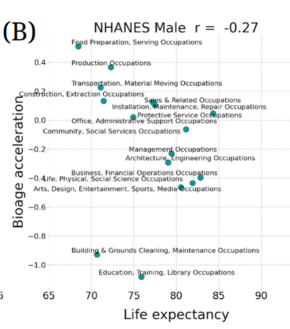 (B)
NHANES Male r = -0.27
Food Preparation, Serving Occupations
Production Occupations
Transportation, Material Moving Occupations
Construction, Extraction Occupations
Sales & Related Occupations
Installation, Maintenance, Repair Occupations
Protective Service Occupations
Office, Administrative Support Occupations
Community, Social Services Occupations
Management Occupations
Architecture, Engineering Occupations
Business, Financial Operations Occupations
Life, Physical, Social Science Occupations
Arts, Design, Entertainment, Sports, Media Occupations
Building & Grounds Cleaning, Maintenance Occupations
Education, Training, Library Occupations
Bioage acceleration
0.4
0.2
0.0
−0.2
−0.4
−0.6
−0.8
−1.0
65 70 75 80 85 90
Life expectancy